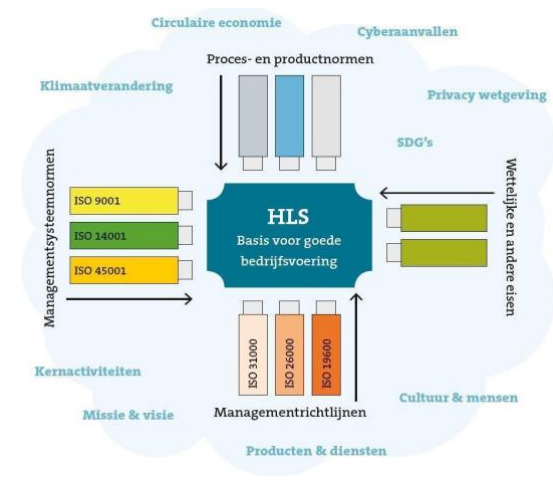 Circulaire economie
Cyberaanvallen
Proces- en productnormen
Klimaatverandering
Privacy wetgeving
SDG's
Managementsysteemnormen
ISO 9001
ISO 14001
ISO 45001
HLS
Basis voor goede
bedrijfsvoering
Wettelijke en andere eisen
ISO 31000
ISO 26000
ISO 19600
Managementrichtlijnen
Kernactiviteiten
Missie & visie
Cultuur & mensen
Producten & diensten